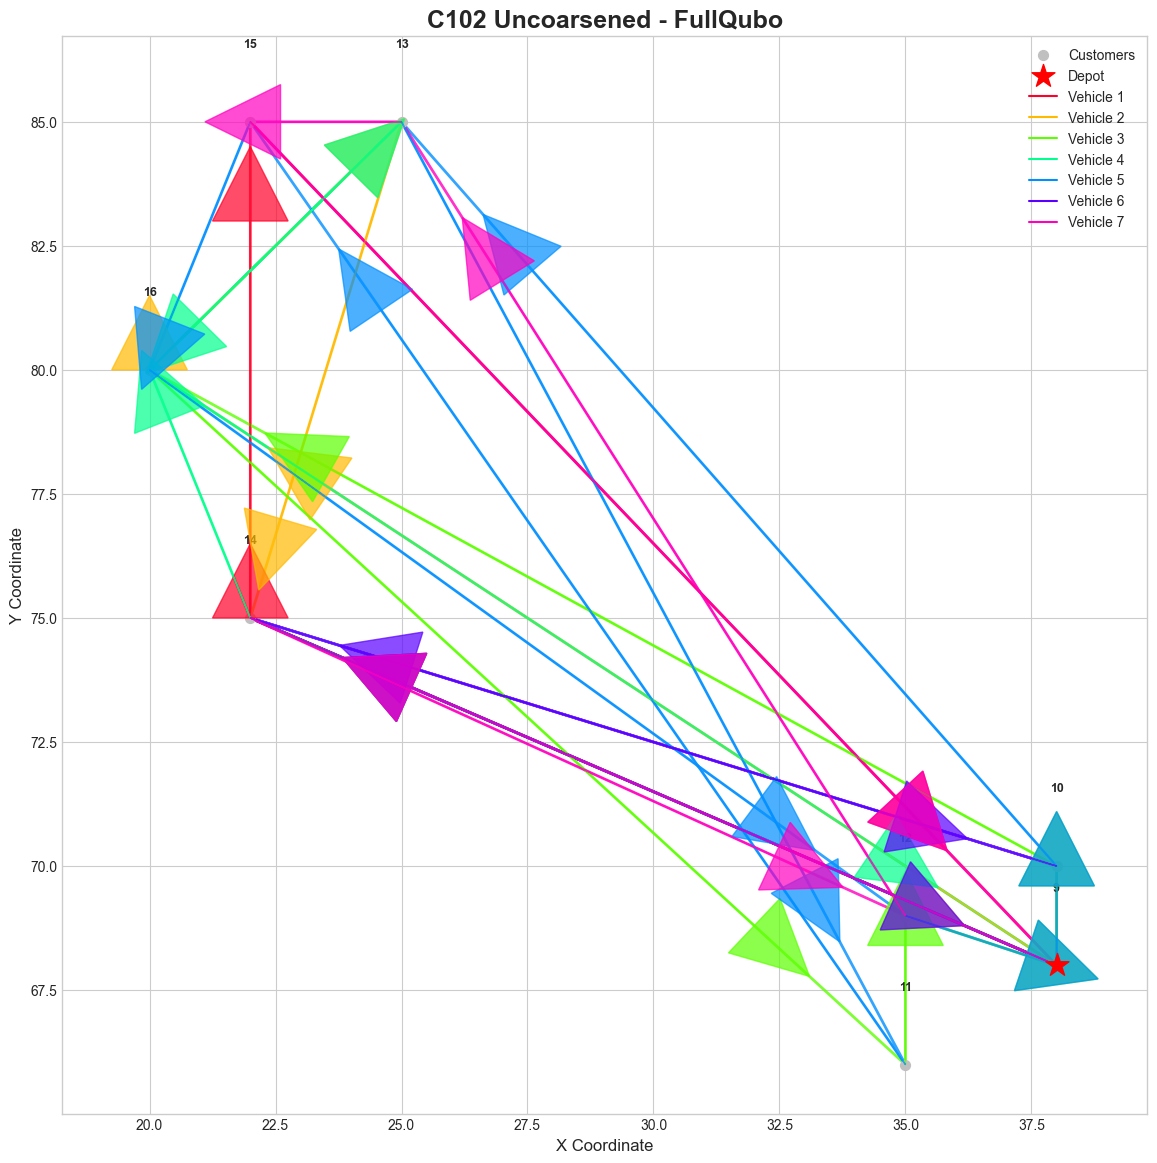 C102 Uncoarsened - FullQubo
15 13
Customers
Depot
Vehicle 1
Vehicle 2
Vehicle 3
Vehicle 4
Vehicle 5
Vehicle 6
Vehicle 7
85.0
82.5
16
80.0
77.5
14
75.0
72.5
10
12
70.0
9
67.5
11
20.0 22.5 25.0 27.5 30.0 32.5 35.0 37.5
X Coordinate
Y Coordinate